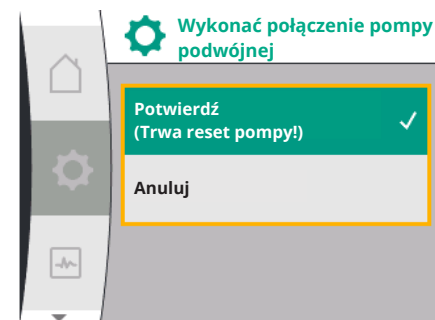 Wykonać połączenie pompy
podwójnej
Potwierdź
(Trwa reset pompy!)
Anuluj